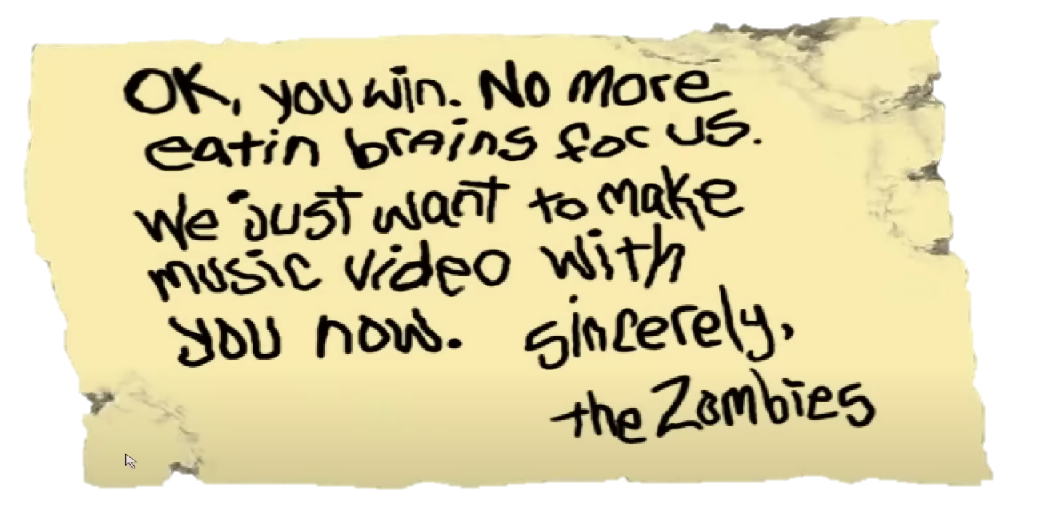 OK, you win. No more
eatin brains for us.
We just want to make
music video with
you now. sincerely,
the Zombies